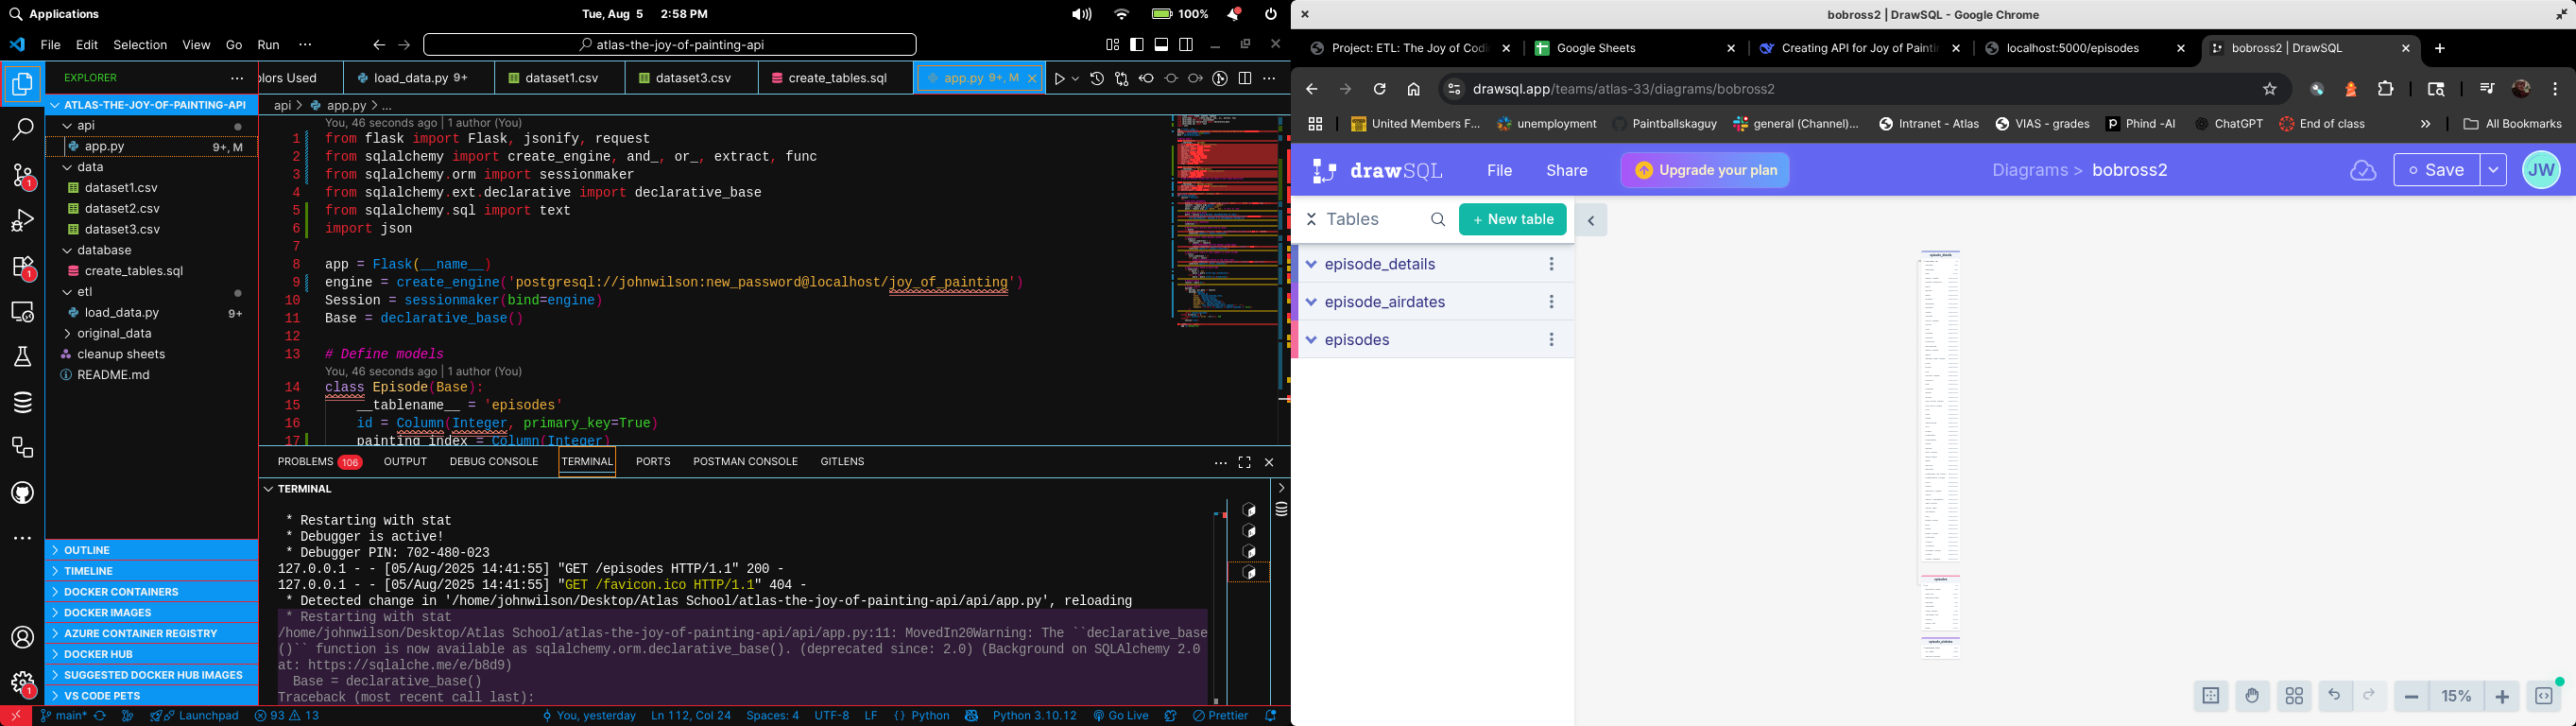 Applications
Tue, Aug 5 2:58 PM
100%
File Edit Selection View Go Run ···
atlas-the-joy-of-painting-api
EXPLORER
ATLAS-THE-JOY-OF-PAINTING-API
api
app.py 9+, M
data
dataset1.csv
dataset2.csv
dataset3.csv
database
create_tables.sql
etl
load_data.py 9+
original_data
cleanup sheets
README.md
OUTLINE
TIMELINE
DOCKER CONTAINERS
DOCKER IMAGES
AZURE CONTAINER REGISTRY
DOCKER HUB
SUGGESTED DOCKER HUB IMAGES
VS CODE PETS
olors Used load_data.py 9+ dataset1.csv dataset3.csv create_tables.sql app.py 9+, M
api > app.py > ...
You, 46 seconds ago | 1 author (You)
1 from flask import Flask, jsonify, request
2 from sqlalchemy import create_engine, and_, or_, extract, func
3 from sqlalchemy.orm import sessionmaker
4 from sqlalchemy.ext.declarative import declarative_base
5 from sqlalchemy.sql import text
6 import json
7
8 app = Flask(__name__)
9 engine = create_engine('postgresql://johnwilson:new_password@localhost/joy_of_painting')
10 Session = sessionmaker(bind=engine)
11 Base = declarative_base()
12
13 # Define models
You, 46 seconds ago | 1 author (You)
14 class Episode(Base):
15 __tablename__ = 'episodes'
16 id = Column(Integer, primary_key=True)
17 painting_index = Column(Integer)
PROBLEMS 106 OUTPUT DEBUG CONSOLE TERMINAL PORTS POSTMAN CONSOLE GITLENS
TERMINAL
* Restarting with stat
* Debugger is active!
* Debugger PIN: 702-480-023
127.0.0.1 - - [05/Aug/2025 14:41:55] "GET /episodes HTTP/1.1" 200 -
127.0.0.1 - - [05/Aug/2025 14:41:55] "GET /favicon.ico HTTP/1.1" 404 -
* Detected change in '/home/johnwilson/Desktop/Atlas School/atlas-the-joy-of-painting-api/api/app.py', reloading
* Restarting with stat
/home/johnwilson/Desktop/Atlas School/atlas-the-joy-of-painting-api/api/app.py:11: MovedIn20Warning: The ``declarative_base
()`` function is now available as sqlalchemy.orm.declarative_base(). (deprecated since: 2.0) (Background on SQLAlchemy 2.0
at: https://sqlalche.me/e/b8d9)
Base = declarative_base()
Traceback (most recent call last):
main* Launchpad 93 13 You, yesterday Ln 112, Col 24 Spaces: 4 UTF-8 LF {} Python Python 3.10.12 Go Live Prettier
bobross2 | DrawSQL - Google Chrome
Project: ETL: The Joy of Codi Google Sheets Creating API for Joy of Painti localhost:5000/episodes bobross2 | DrawSQL
drawsql.app/teams/atlas-33/diagrams/bobross2
United Members F... unemployment Paintballskaguy general (Channel)... Intranet - Atlas VIAS - grades Phind -AI ChatGPT End of class » All Bookmarks
drawSQL File Share Upgrade your plan Diagrams > bobross2 Save JW
Tables + New table
episode_details
episode_airdates
episodes
15%